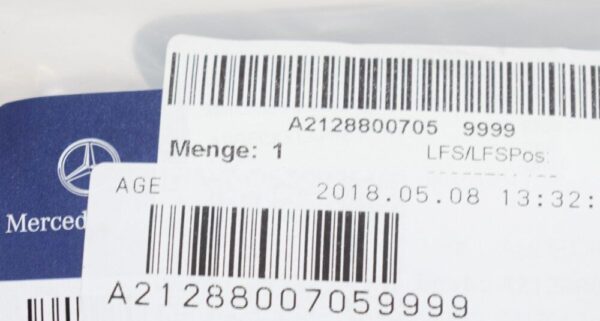 A2128800705 9999
Menge: 1
LFS/LFSPos:
AGE
2018.05.08 13:32:
Merced
A21288007059999